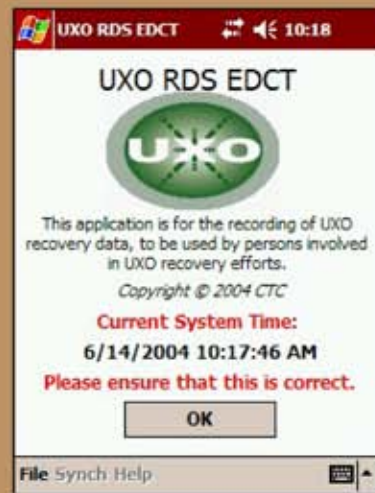 UXO RDS EDCT 10:18
UXO RDS EDCT
UXO
This application is for the recording of UXO
recovery data, to be used by persons involved
in UXO recovery efforts.
Copyright © 2004 CTC
Current System Time:
6/14/2004 10:17:46 AM
Please ensure that this is correct.
OK
File Synch Help